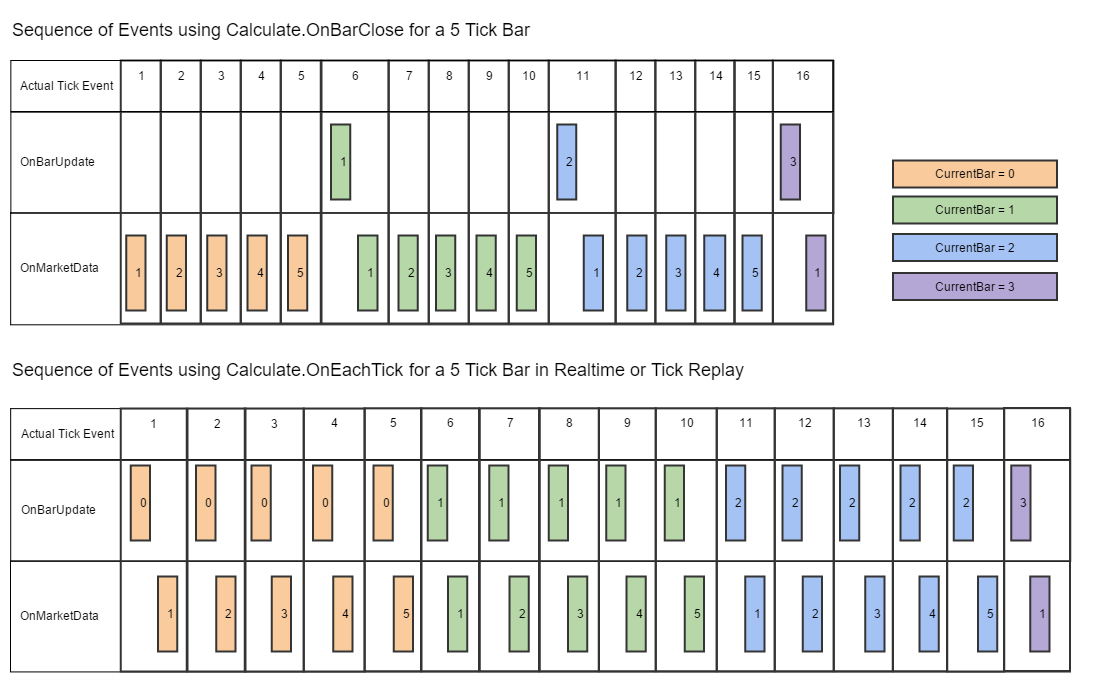 Sequence of Events using Calculate.OnBarClose for a 5 Tick Bar
Actual Tick Event 1 2 3 4 5 6 7 8 9 10 11 12 13 14 15 16
OnBarUpdate 1 2 3
OnMarketData 1 2 3 4 5 1 2 3 4 5 1 2 3 4 5 1
CurrentBar = 0
CurrentBar = 1
CurrentBar = 2
CurrentBar = 3
Sequence of Events using Calculate.OnEachTick for a 5 Tick Bar in Realtime or Tick Replay
Actual Tick Event 1 2 3 4 5 6 7 8 9 10 11 12 13 14 15 16
OnBarUpdate 0 0 0 0 0 1 1 1 1 1 2 2 2 2 2 3
OnMarketData 1 2 3 4 5 1 2 3 4 5 1 2 3 4 5 1